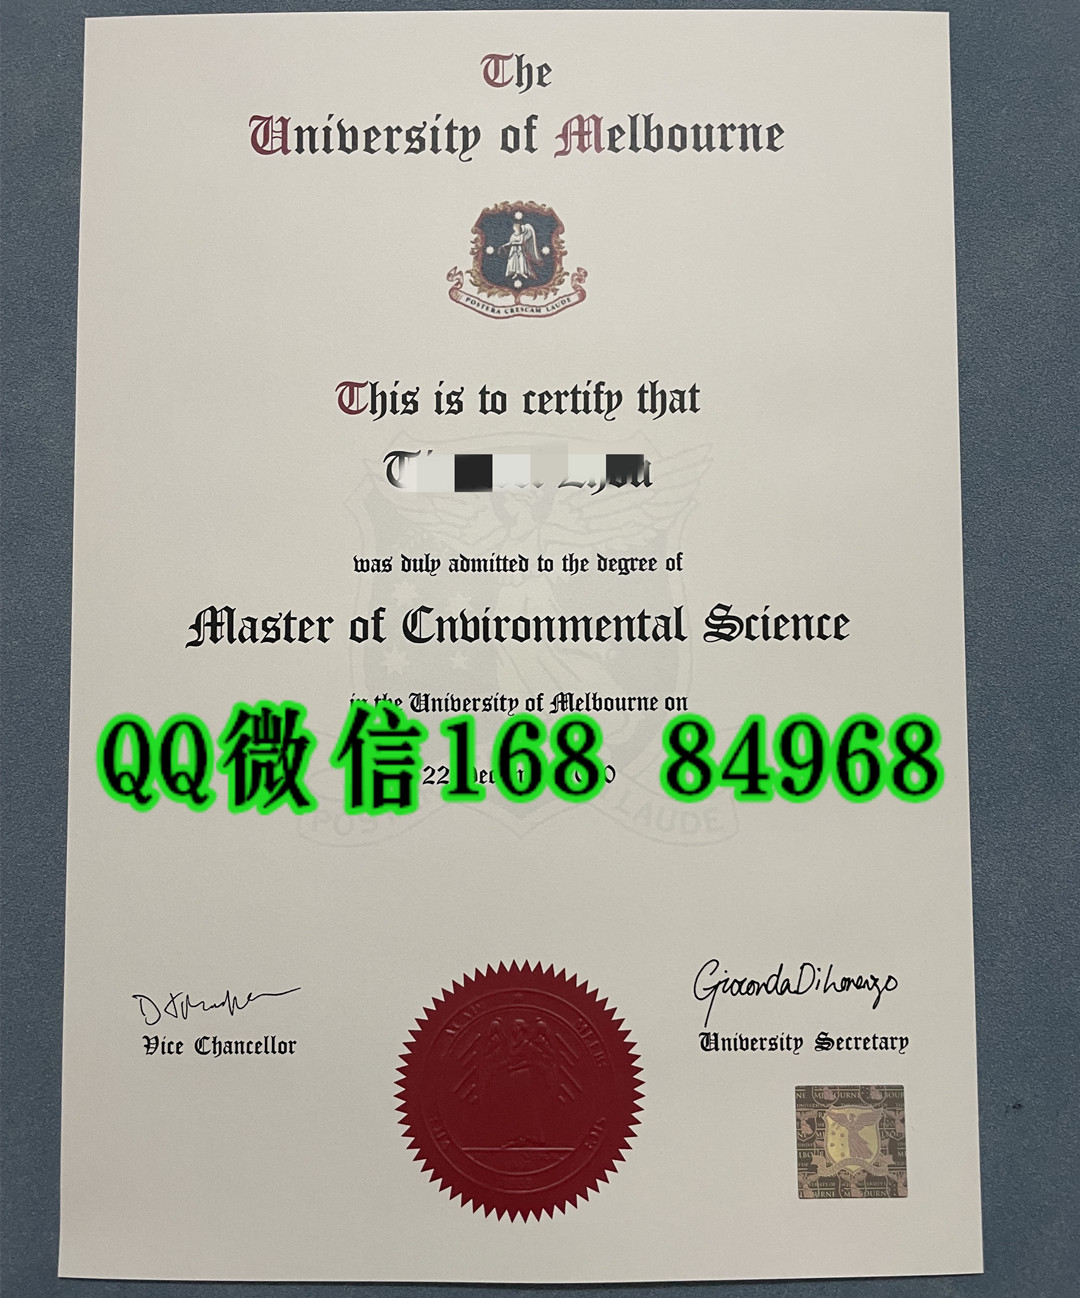 The
University of Melbourne
POSTERA CRESCAM LAUDE
This is to certify that
was duly admitted to the degree of
Master of Environmental Science
in the University of Melbourne on
QQ微信168 84968
22
LAUDE
GiocondaDiLorenzo
Vice Chancellor
University Secretary